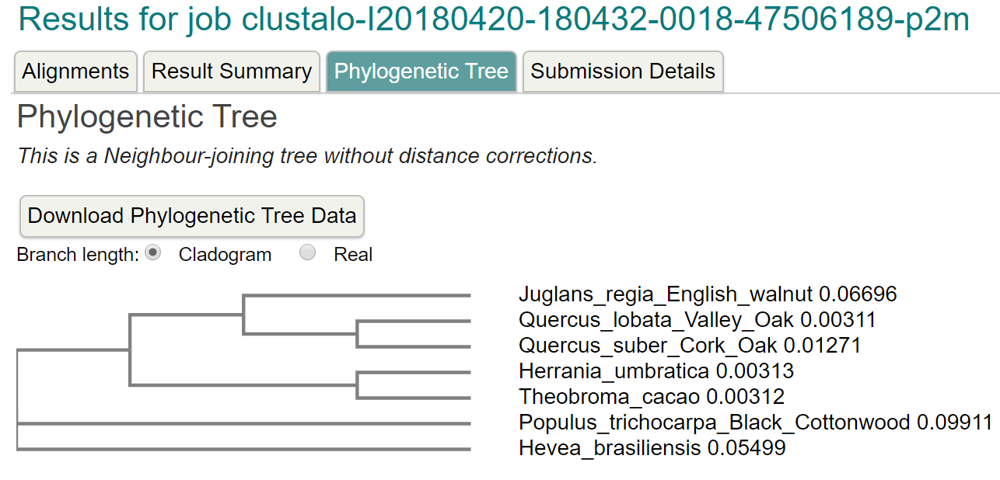 Results for job clustalo-I20180420-180432-0018-47506189-p2m
Alignments Result Summary Phylogenetic Tree Submission Details
Phylogenetic Tree
This is a Neighbour-joining tree without distance corrections.
Download Phylogenetic Tree Data
Branch length: Cladogram Real
Juglans_regia_English_walnut 0.06696
Quercus_lobata_Valley_Oak 0.00311
Quercus_suber_Cork_Oak 0.01271
Herrania_umbratica 0.00313
Theobroma_cacao 0.00312
Populus_trichocarpa_Black_Cottonwood 0.09911
Hevea_brasiliensis 0.05499